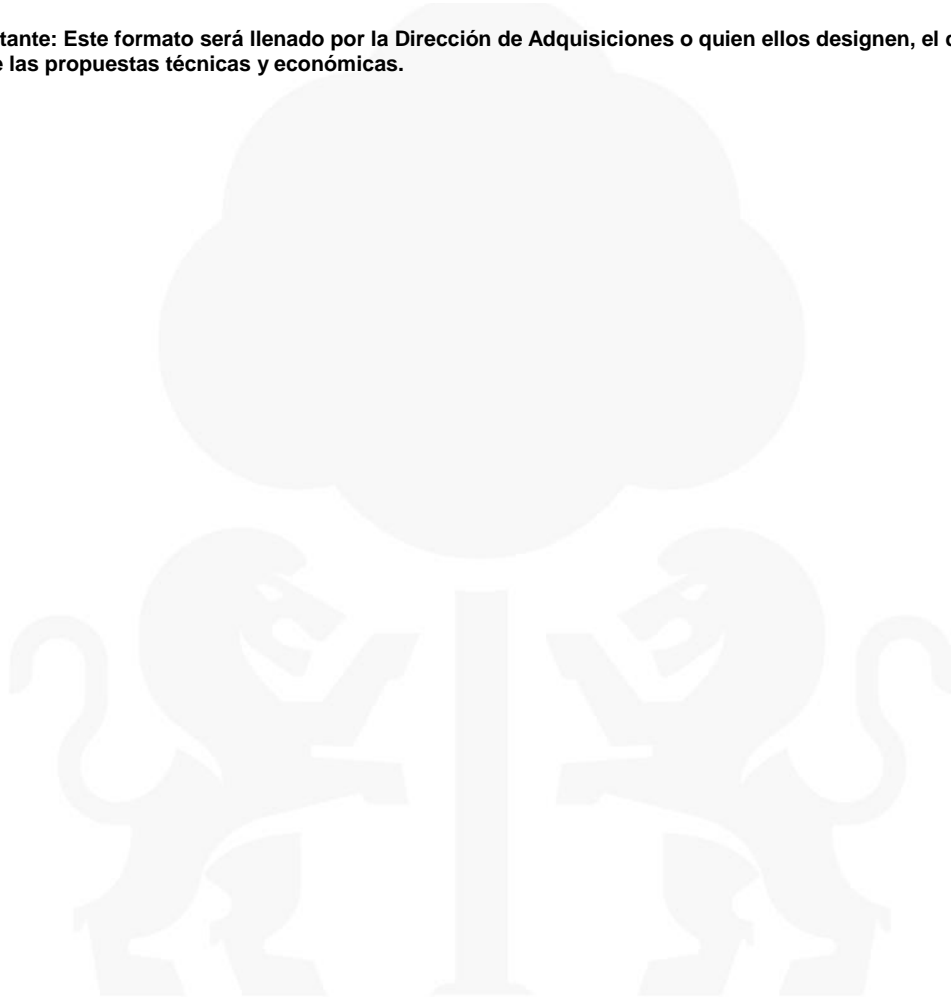 tante: Este formato será llenado por la Dirección de Adquisiciones o quien ellos designen, el
e las propuestas técnicas y económicas.